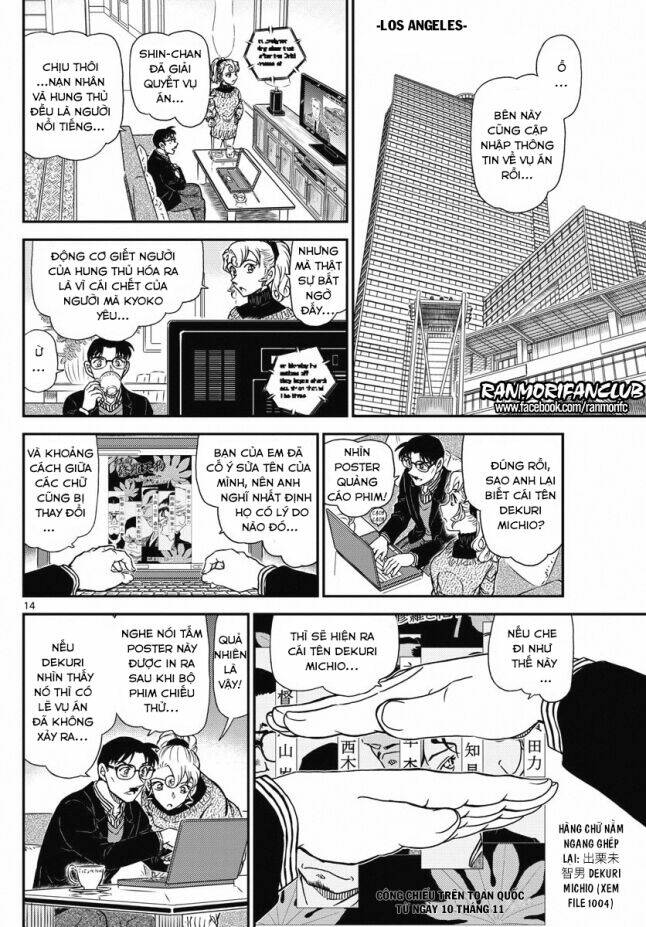 -LOS ANGELES-
Ồ
...
BÊN NÀY
CŨNG CẬP
NHẬP THÔNG
TIN VỀ VỤ ÁN
RỒI...
SHIN-CHAN
ĐÃ GIẢI
QUYẾT VỤ
ÁN...
CHỊU THÔI
...NẠN NHÂN
VÀ HUNG THỦ
ĐỀU LÀ NGƯỜI
NỔI TIẾNG...
RANMORIFANCLUB
www.facebook.com/ranmorifc
NHƯNG
MÀ THẬT
SỰ BẤT
NGỜ
ĐẤY...
ĐỘNG CƠ GIẾT NGƯỜI
CỦA HUNG THỦ HÓA RA
LÀ VÌ CÁI CHẾT CỦA
NGƯỜI MÀ KYOKO
YÊU...
Ừ
...
ĐÚNG RỒI,
SAO ANH LẠI
BIẾT CÁI TÊN
DEKURI
MICHIO?
NHÌN
POSTER
QUẢNG
CÁO PHIM!
BẠN CỦA EM ĐÃ
CỐ Ý SỬA TÊN CỦA
MÌNH, NÊN ANH
NGHĨ NHẤT ĐỊNH
HỌ CÓ LÝ DO
NÀO ĐÓ...
VÀ KHOẢNG
CÁCH GIỮA
CÁC CHỮ
CŨNG BỊ
THAY ĐỔI
...
14
NẾU CHE
ĐI NHƯ
THẾ NÀY
...
THÌ SẼ HIỆN RA
CÁI TÊN DEKURI
MICHIO...
督
山
西
木
知
田
力
HÀNG CHỮ NẰM
NGANG GHÉP
LẠI: 出栗未
智男 DEKURI
MICHIO (XEM
FILE 1004)
CÔNG CHIẾU TRÊN TOÀN QUỐC
TỪ NGÀY 10 THÁNG 11
QUẢ
NHIÊN
LÀ
VẬY!
NGHE NÓI TẤM
POSTER NÀY
ĐƯỢC IN RA
SAU KHI BỘ
PHIM CHIẾU
THỬ...
NẾU
DEKURI
NHÌN THẤY
NÓ THÌ CÓ
LẼ VỤ ÁN
ĐÃ KHÔNG
XẢY RA...